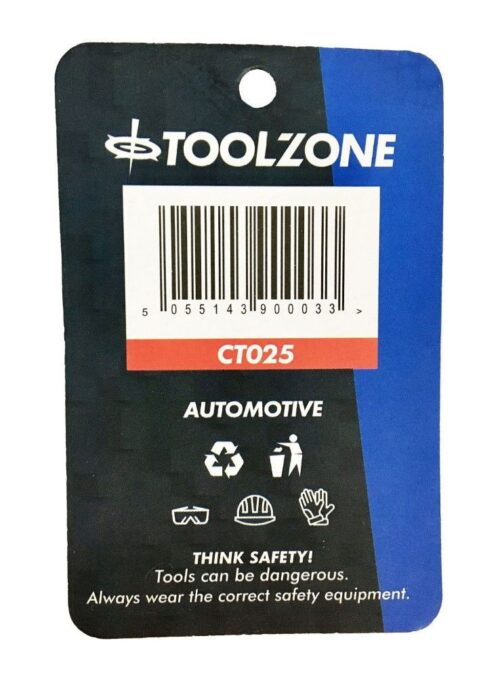 TOOLZONE
5 055143 900033 >
CT025
AUTOMOTIVE
THINK SAFETY!
Tools can be dangerous.
Always wear the correct safety equipment.